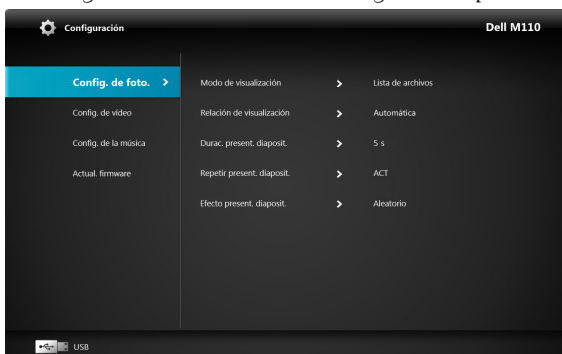 Configuración
Dell M110
Config. de foto. >
Modo de visualización > Lista de archivos
Config. de vídeo
Relación de visualización > Automática
Config. de la música
Durac. present. diaposit. > 5 s
Actual. firmware
Repetir present. diaposit. > ACT
Efecto present. diaposit. > Aleatorio
USB